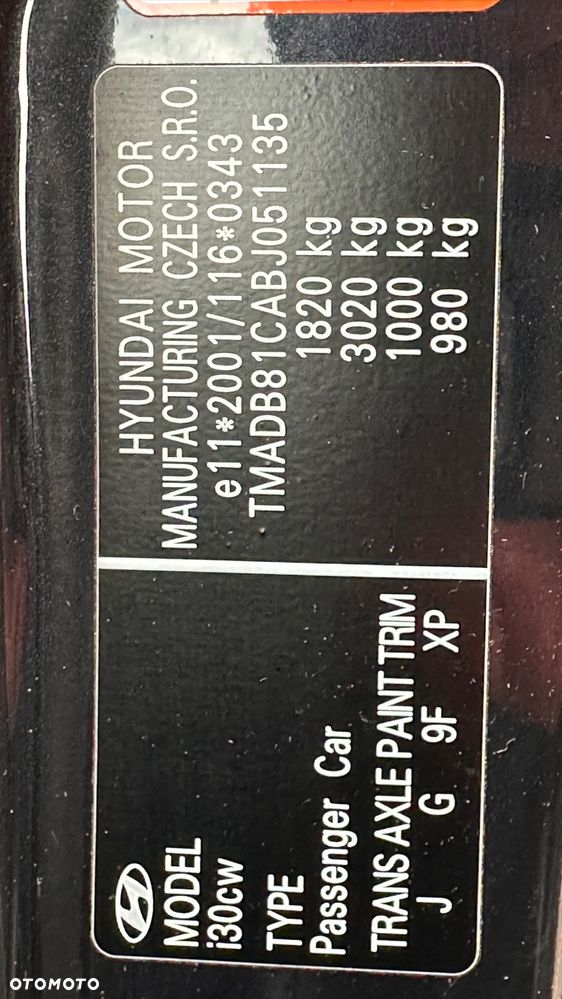 HYUNDAI MOTOR
MANUFACTURING CZECH S.R.O.
e11*2001/116*0343
TMADB81CABJ051135
1820 kg
3020 kg
1000 kg
980 kg
MODEL
i30cw
TYPE
Passenger Car
TRANS AXLE PAINT TRIM
J G 9F XP
OTOMOTO